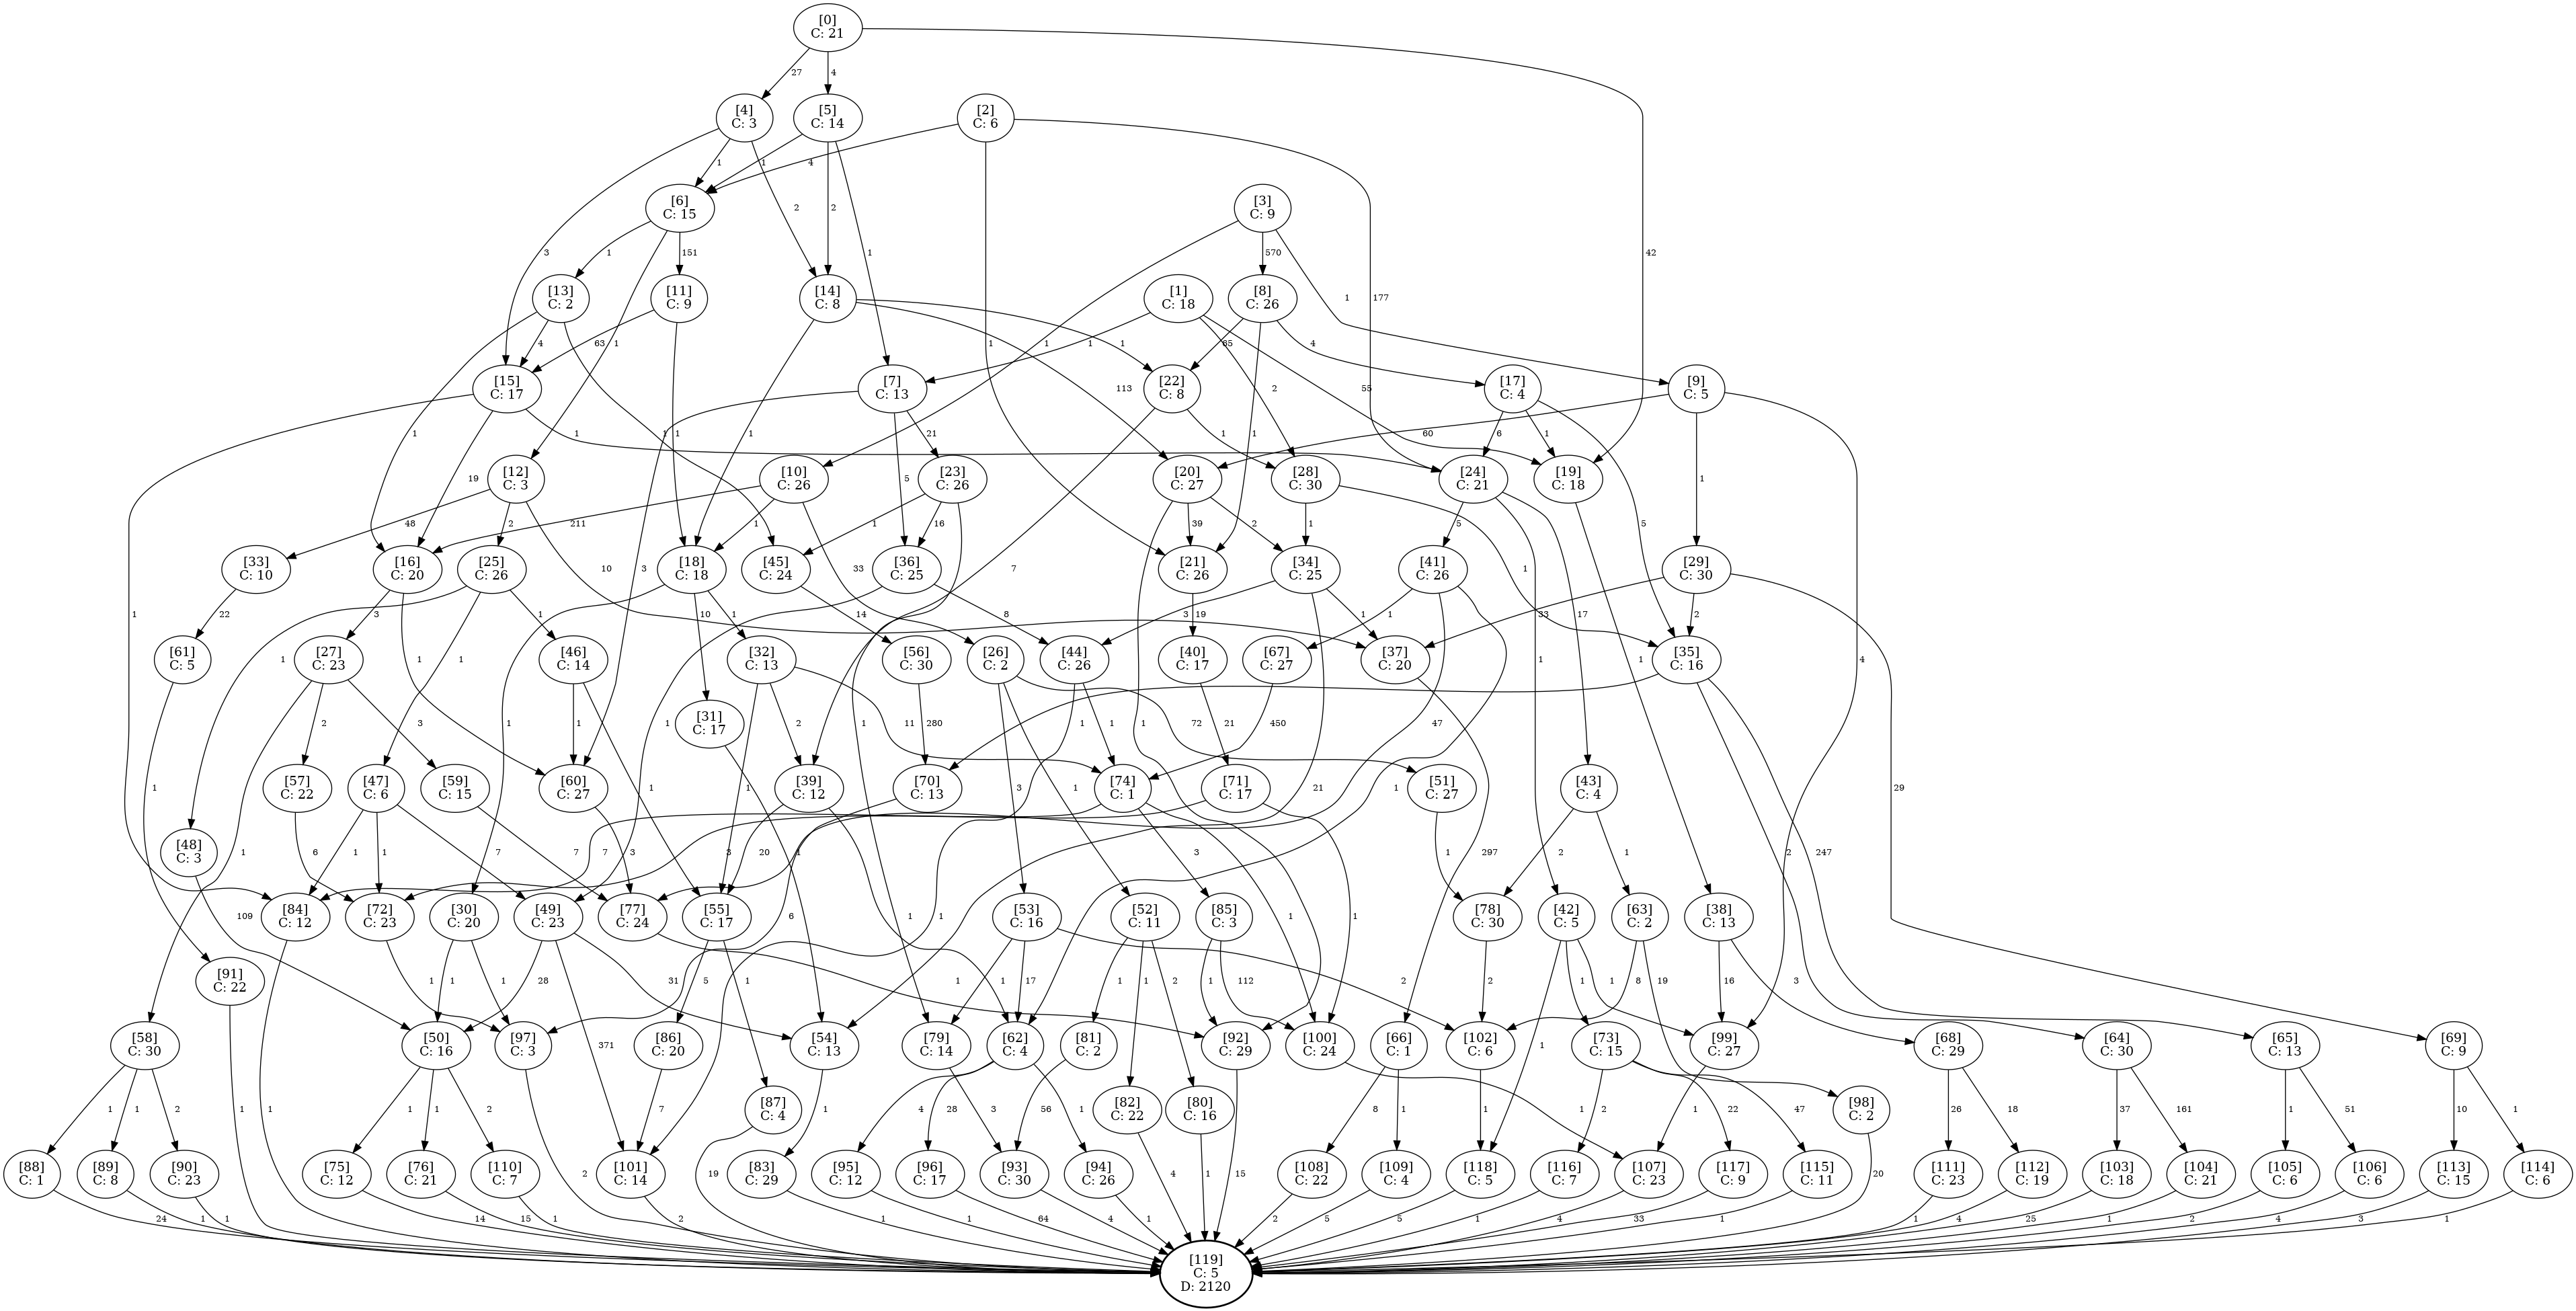 [0]
C: 21
27
4
[4]
C: 3
[5]
C: 14
[2]
C: 6
1
1
4
[6]
C: 15
[3]
C: 9
2
2
3
1
1
151
1
570
42
[13]
C: 2
[11]
C: 9
[14]
C: 8
[1]
C: 18
[8]
C: 26
177
1
4
63
1
1
1
1
1
65
4
[15]
C: 17
[7]
C: 13
[22]
C: 8
[17]
C: 4
[9]
C: 5
113
2
55
1
1
1
1
1
21
1
1
60
6
1
[12]
C: 3
[10]
C: 26
[23]
C: 26
[20]
C: 27
[28]
C: 30
[24]
C: 21
[19]
C: 18
19
5
1
48
2
211
1
1
16
39
2
1
5
5
[33]
C: 10
[16]
C: 20
[25]
C: 26
[18]
C: 18
[45]
C: 24
[36]
C: 25
[21]
C: 26
[34]
C: 25
[41]
C: 26
[29]
C: 30
10
33
3
7
1
1
22
3
1
10
1
14
8
19
3
1
1
17
33
2
[61]
C: 5
[27]
C: 23
[46]
C: 14
[32]
C: 13
[56]
C: 30
[26]
C: 2
[44]
C: 26
[40]
C: 17
[67]
C: 27
[37]
C: 20
[35]
C: 16
1
1
1
1
4
2
3
1
1
[31]
C: 17
2
11
280
1
72
1
1
21
450
47
1
1
[57]
C: 22
[47]
C: 6
[59]
C: 15
[60]
C: 27
[39]
C: 12
[70]
C: 13
[74]
C: 1
[71]
C: 17
[51]
C: 27
[43]
C: 4
1
1
3
1
21
1
29
[48]
C: 3
1
6
1
1
7
7
7
3
20
1
3
3
297
1
2
1
2
247
[84]
C: 12
[72]
C: 23
[30]
C: 20
[49]
C: 23
[77]
C: 24
[55]
C: 17
[53]
C: 16
[52]
C: 11
[85]
C: 3
[78]
C: 30
[42]
C: 5
[63]
C: 2
[38]
C: 13
109
6
1
1
1
1
2
[91]
C: 22
1
1
1
28
31
1
5
1
1
1
17
2
1
1
2
1
112
2
1
1
8
19
16
3
[58]
C: 30
[50]
C: 16
[97]
C: 3
371
[86]
C: 20
[54]
C: 13
[79]
C: 14
[62]
C: 4
[81]
C: 2
[92]
C: 29
[100]
C: 24
[66]
C: 1
[102]
C: 6
1
[73]
C: 15
[99]
C: 27
[68]
C: 29
[64]
C: 30
[65]
C: 13
[69]
C: 9
1
1
1
2
1
1
2
7
[87]
C: 4
1
3
4
28
1
56
[82]
C: 22
[80]
C: 16
1
8
1
1
2
22
47
1
[98]
C: 2
26
18
37
161
1
51
10
1
[88]
C: 1
[89]
C: 8
[90]
C: 23
[75]
C: 12
[76]
C: 21
[110]
C: 7
[101]
C: 14
[83]
C: 29
[95]
C: 12
[96]
C: 17
[93]
C: 30
[94]
C: 26
[108]
C: 22
[109]
C: 4
[118]
C: 5
[116]
C: 7
[107]
C: 23
[117]
C: 9
[115]
C: 11
[111]
C: 23
[112]
C: 19
[103]
C: 18
[104]
C: 21
[105]
C: 6
[106]
C: 6
[113]
C: 15
[114]
C: 6
2
19
4
1
15
20
24
1
1
14
15
1
2
1
1
64
4
1
2
5
5
1
4
33
1
1
4
25
1
2
4
3
1
[119]
C: 5
D: 2120